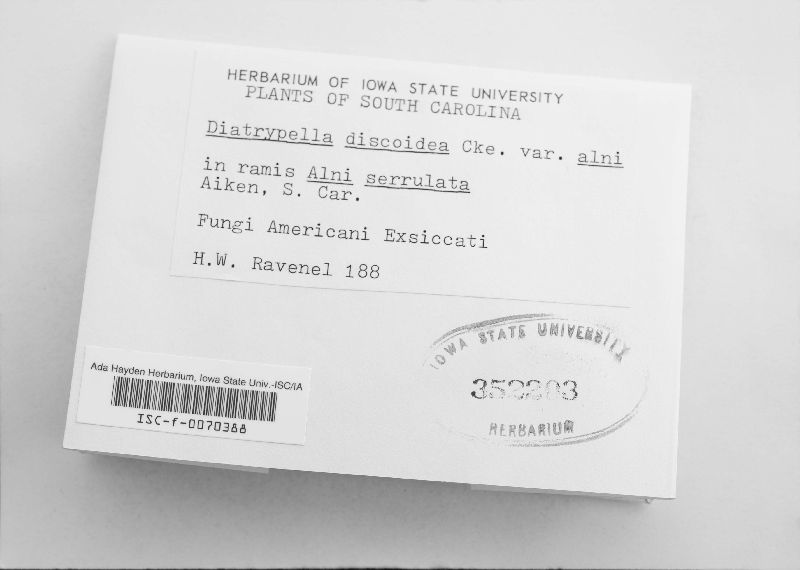 HERBARIUM OF IOWA STATE UNIVERSITY
PLANTS OF SOUTH CAROLINA
Diatrypella discoidea Cke. var. alni
in ramis Alni serrulata
Aiken, S. Car.
Fungi Americani Exsiccati
H.W. Ravenel 188
IOWA STATE UNIVERSITY
HERBARIUM
Ada Hayden Herbarium, Iowa State Univ.-ISC/IA
ISC-f-0070388